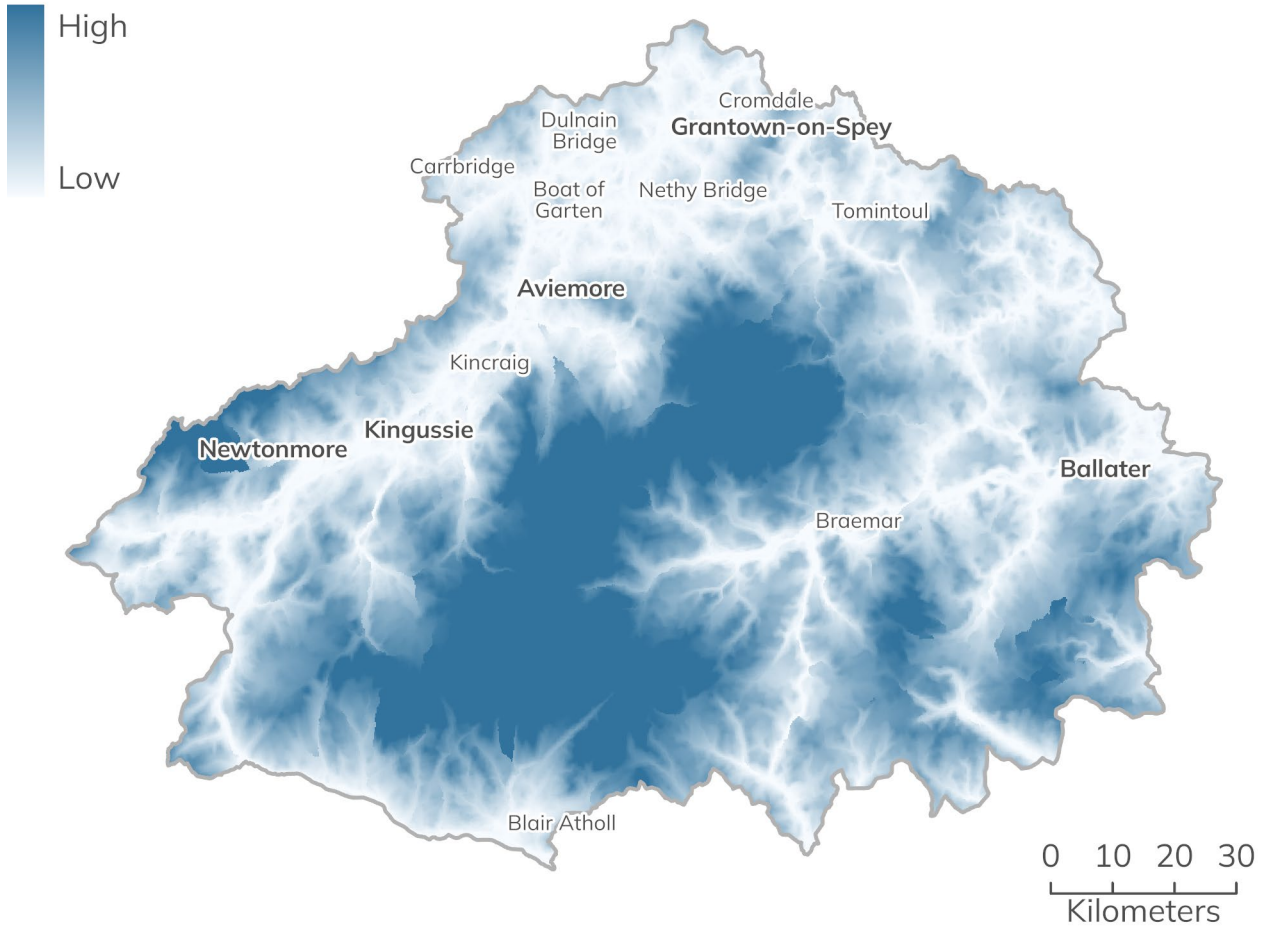 High
Low
Cromdale
Grantown-on-Spey
Dulnain
Bridge
Carrbridge
Boat of
Garten
Nethy Bridge
Tomintoul
Aviemore
Kincraig
Kingussie
Newtonmore
Ballater
Braemar
Blair Atholl
0 10 20 30
Kilometers